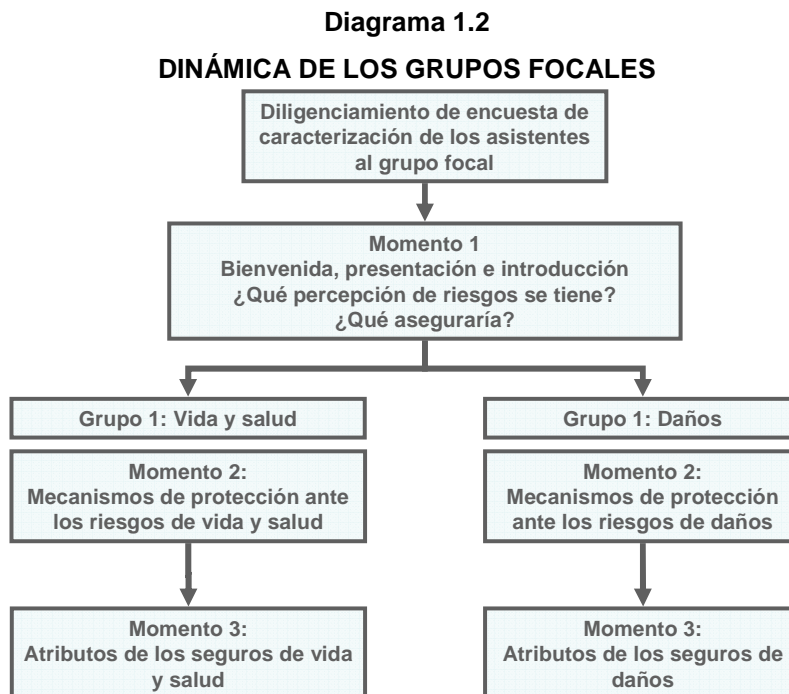 Diagrama 1.2
DINÁMICA DE LOS GRUPOS FOCALES
Diligenciamiento de encuesta de
caracterización de los asistentes
al grupo focal
Momento 1
Bienvenida, presentación e introducción
¿Qué percepción de riesgos se tiene?
¿Qué aseguraría?
Grupo 1: Vida y salud
Momento 2:
Mecanismos de protección ante
los riesgos de vida y salud
Momento 3:
Atributos de los seguros de vida
y salud
Grupo 1: Daños
Momento 2:
Mecanismos de protección
ante los riesgos de daños
Momento 3:
Atributos de los seguros de
daños